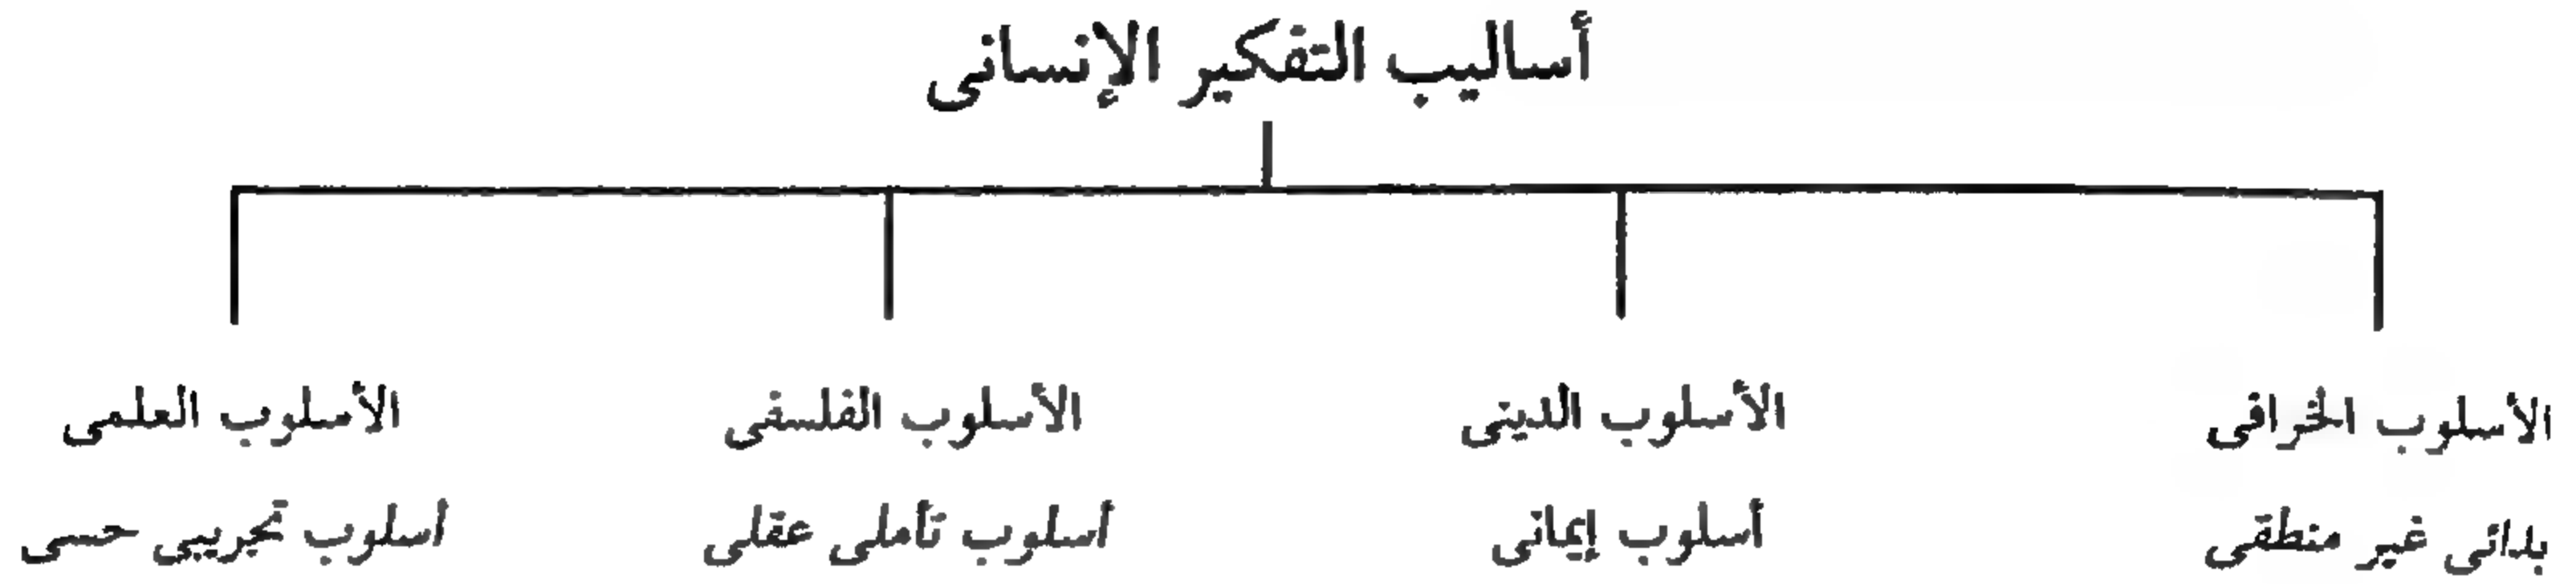 أساليب التفكير الإنسانى
الأسلوب الخرافى
بدائى غير منطقى
الأسلوب الدينى
أسلوب إيمانى
الأسلوب الفلسفى
أسلوب تأملى عقلى
الأسلوب العلمى
أسلوب تجريبى حسى